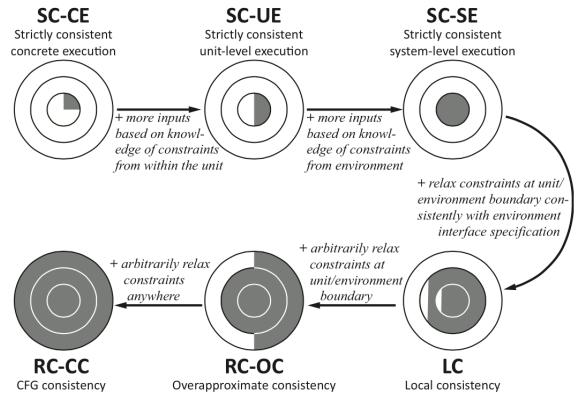 SC-CE
Strictly consistent
concrete execution
SC-UE
Strictly consistent
unit-level execution
SC-SE
Strictly consistent
system-level execution
+ more inputs
based on knowl-
edge of constraints
from within the unit
+ more inputs
based on knowl-
edge of constraints
from environment
+ relax constraints at unit/
environment boundary con-
sistently with environment
interface specification
+ arbitrarily relax
constraints
anywhere
+ arbitrarily relax
constraints at
unit/environment
boundary
RC-CC
CFG consistency
RC-OC
Overapproximate consistency
LC
Local consistency